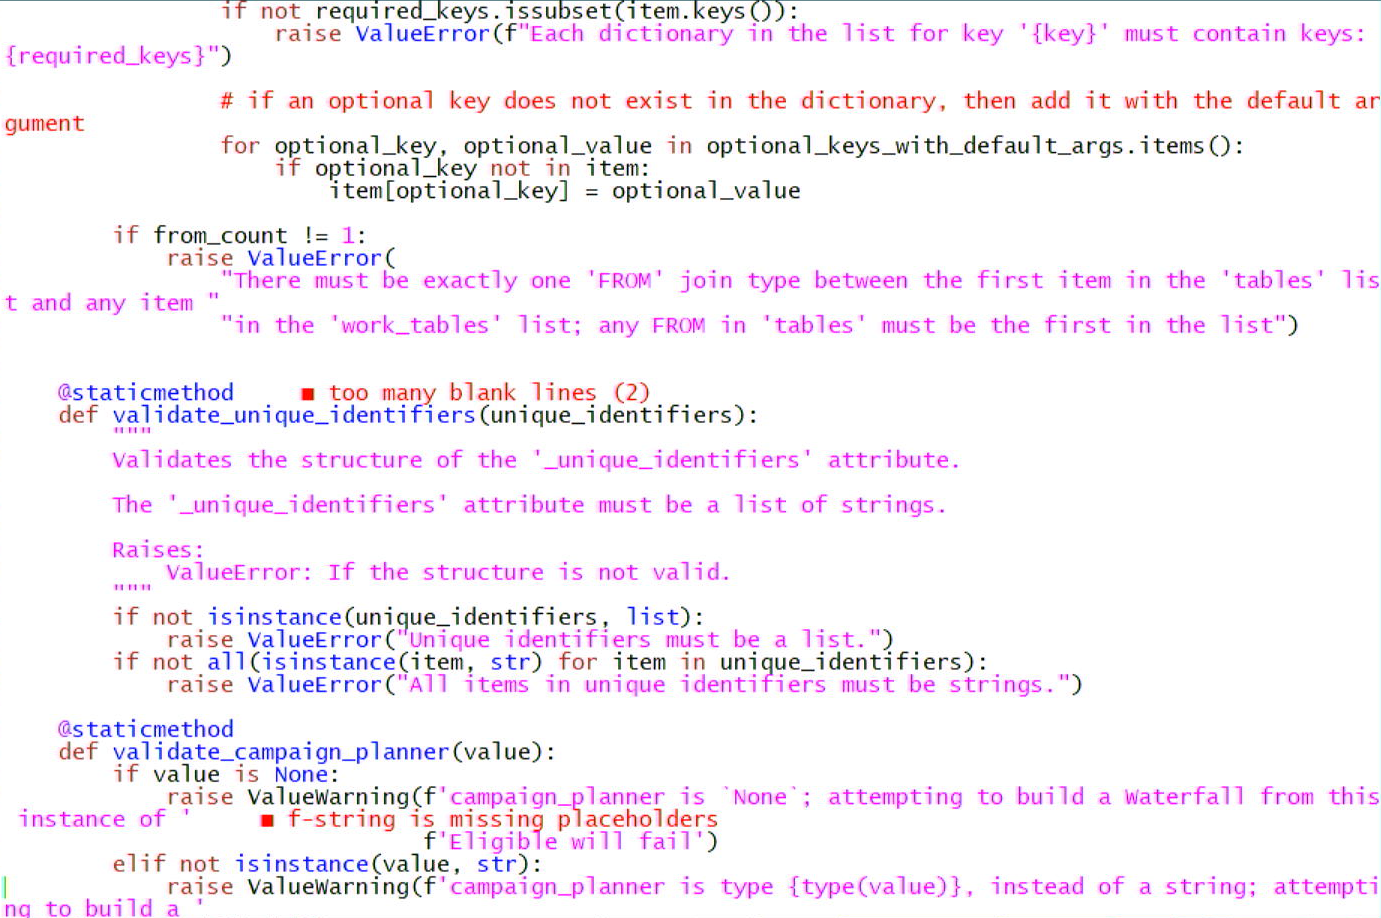 if not required_keys.issubset(item.keys()):
raise ValueError(f"Each dictionary in the list for key '{key}' must contain keys:
{required_keys}")
# if an optional key does not exist in the dictionary, then add it with the default ar
gument
for optional_key, optional_value in optional_keys_with_default_args.items():
if optional_key not in item:
item[optional_key] = optional_value
if from_count != 1:
raise ValueError(
"There must be exactly one 'FROM' join type between the first item in the 'tables' lis
t and any item "
"in the 'work_tables' list; any FROM in 'tables' must be the first in the list")
@staticmethod ■ too many blank lines (2)
def validate_unique_identifiers(unique_identifiers):
"""
Validates the structure of the '_unique_identifiers' attribute.
The '_unique_identifiers' attribute must be a list of strings.
Raises:
ValueError: If the structure is not valid.
"""
if not isinstance(unique_identifiers, list):
raise ValueError("Unique identifiers must be a list.")
if not all(isinstance(item, str) for item in unique_identifiers):
raise ValueError("All items in unique identifiers must be strings.")
@staticmethod
def validate_campaign_planner(value):
if value is None:
raise ValueWarning(f'campaign_planner is `None`; attempting to build a Waterfall from this
instance of ' ■ f-string is missing placeholders
f'Eligible will fail')
elif not isinstance(value, str):
raise ValueWarning(f'campaign_planner is type {type(value)}, instead of a string; attempti
ng to build a '